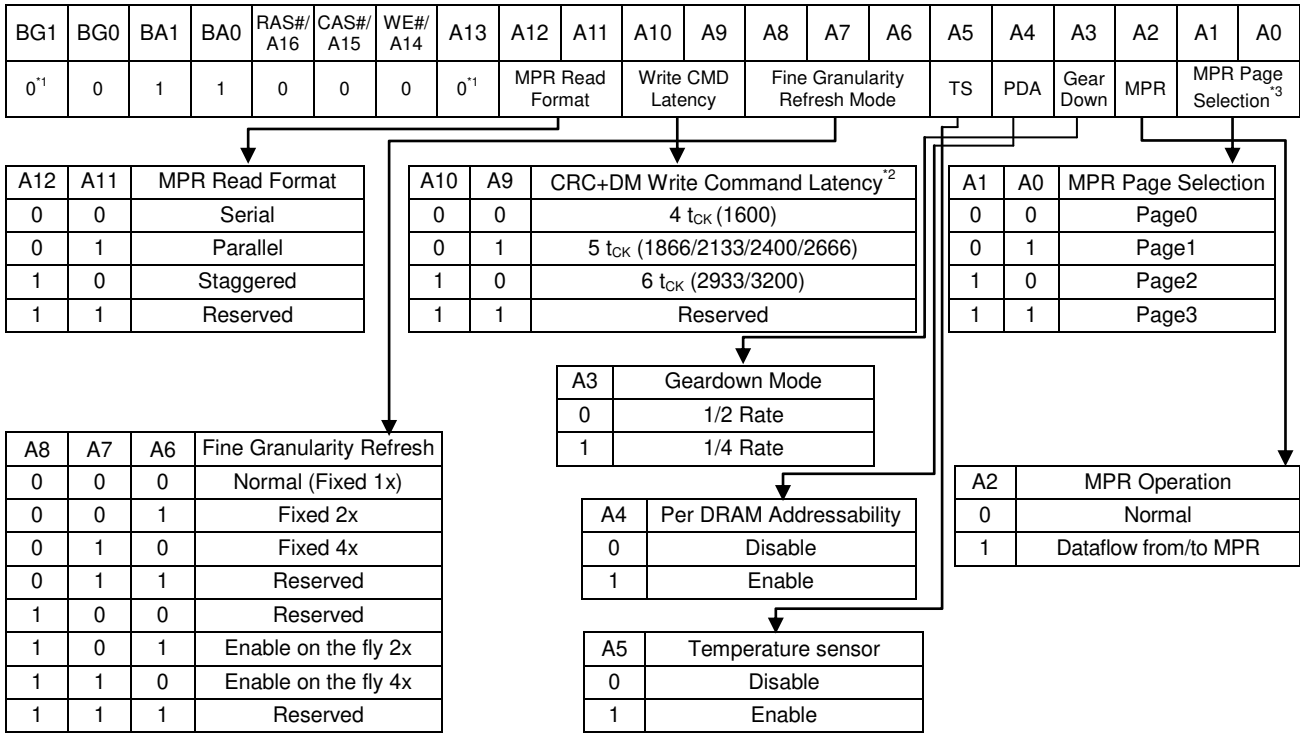 BG1 BG0 BA1 BA0 RAS#/A16 CAS#/A15 WE#/A14 A13 A12 A11 A10 A9 A8 A7 A6 A5 A4 A3 A2 A1 A0
0*1 0 1 1 0 0 0 0*1 MPR Read Format Write CMD Latency Fine Granularity Refresh Mode TS PDA Gear Down MPR MPR Page Selection*3
A12 A11 MPR Read Format
0 0 Serial
0 1 Parallel
1 0 Staggered
1 1 Reserved
A10 A9 CRC+DM Write Command Latency*2
0 0 4 tCK (1600)
0 1 5 tCK (1866/2133/2400/2666)
1 0 6 tCK (2933/3200)
1 1 Reserved
A1 A0 MPR Page Selection
0 0 Page0
0 1 Page1
1 0 Page2
1 1 Page3
A3 Geardown Mode
0 1/2 Rate
1 1/4 Rate
A8 A7 A6 Fine Granularity Refresh
0 0 0 Normal (Fixed 1x)
0 0 1 Fixed 2x
0 1 0 Fixed 4x
0 1 1 Reserved
1 0 0 Reserved
1 0 1 Enable on the fly 2x
1 1 0 Enable on the fly 4x
1 1 1 Reserved
A4 Per DRAM Addressability
0 Disable
1 Enable
A2 MPR Operation
0 Normal
1 Dataflow from/to MPR
A5 Temperature sensor
0 Disable
1 Enable